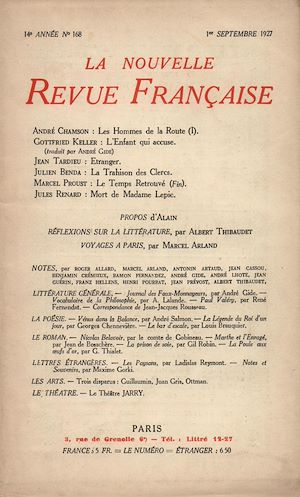 14e ANNÉE No 168 1er SEPTEMBRE 1927
LA NOUVELLE
REVUE FRANÇAISE
ANDRÉ CHAMSON : Les Hommes de la Route (I).
GOTTFRIED KELLER : L'Enfant qui accuse.
(traduit par ANDRÉ GIDE)
JEAN TARDIEU : Etranger.
JULIEN BENDA : La Trahison des Clercs.
MARCEL PROUST : Le Temps Retrouvé (Fin).
JULES RENARD : Mort de Madame Lepic.
PROPOS d'ALAIN
RÉFLEXIONS SUR LA LITTÉRATURE, par ALBERT THIBAUDET
VOYAGES A PARIS, par MARCEL ARLAND
NOTES, par ROGER ALLARD, MARCEL ARLAND, ANTONIN ARTAUD, JEAN CASSOU,
BENJAMIN CRÉMIEUX, RAMON FERNANDEZ, ANDRÉ GIDE, ANDRÉ LHOTE, JEAN
GUÉRIN, FRANZ HELLENS, HENRI POURRAT, JEAN PRÉVOST, ALBERT THIBAUDET,
LITTÉRATURE GÉNÉRALE. — Journal des Faux-Monnayeurs, par André Gide. —
Vocabulaire de la Philosophie, par A. Lalande. — Paul Valéry, par René
Fernandat. — Correspondance de Jean-Jacques Rousseau.
LA POÉSIE. — Vénus dans la Balance, par André Salmon. — La Légende du Roi d'un
jour, par Georges Chennevière. — Le bar d'escale, par Louis Brauquier.
LE ROMAN. — Nicolas Belavoir, par le comte de Gobineau. — Marthe et l'Enragé,
par Jean de Bosschère. — La prison de soie, par Gil Robin. — La Poule aux
œufs d'or, par G. Thialet.
LETTRES ÉTRANGÈRES. — Les Paysans, par Ladislas Reymont. — Notes et
Souvenirs, par Maxime Gorki.
LES ARTS. — Trois disparus : Guillaumin, Juan Gris, Ottman.
LE THÉATRE. — Le Théâtre JARRY.
PARIS
3, rue de Grenelle (6e) — Tél. : Littré 12-27
FRANCE : 5 FR. — LE NUMÉRO — ÉTRANGER : 6 50